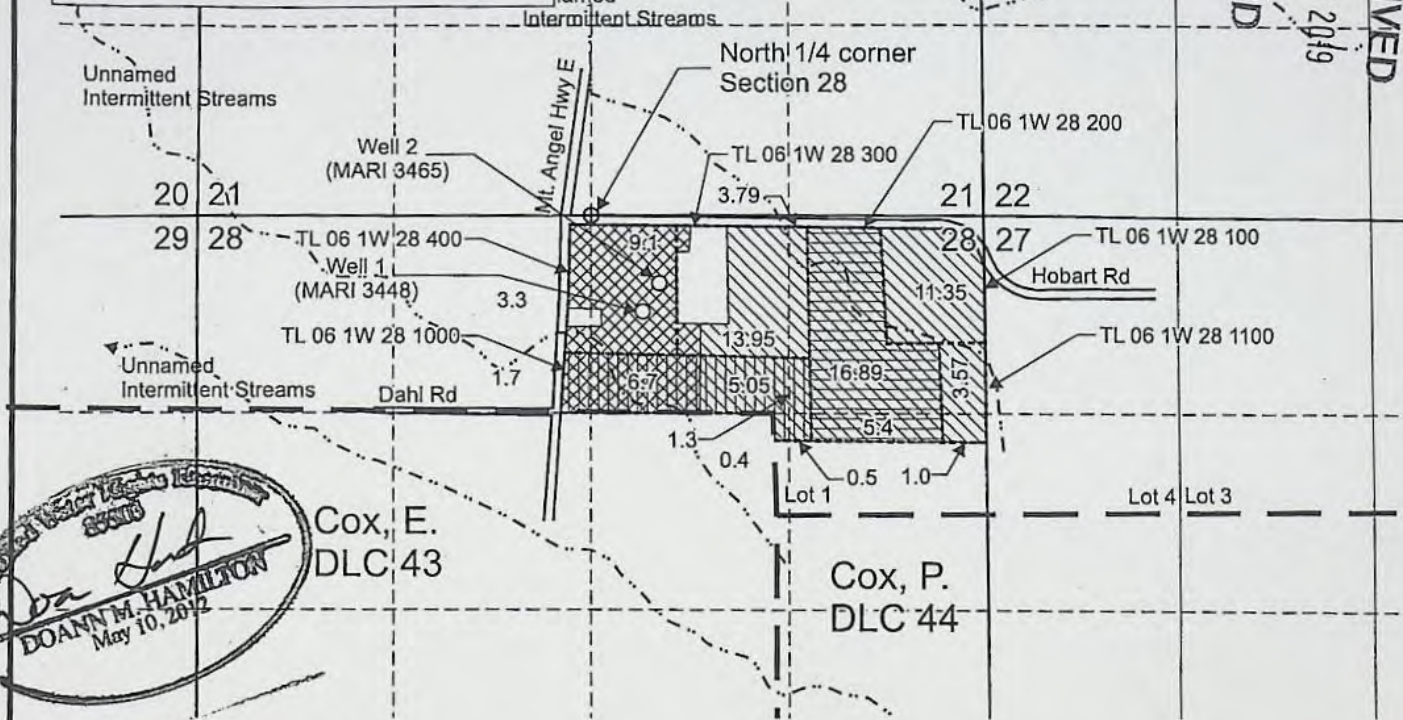 Intermittent Streams
D
2019
VED
North 1/4 corner
Section 28
Unnamed
Intermittent Streams
Mt. Angel Hwy E
TL 06 1W 28 200
Well 2
(MARI 3465)
TL 06 1W 28 300
3.79
20 21
21 22
29 28
28 27
TL 06 1W 28 400
9.1
TL 06 1W 28 100
Well 1
(MARI 3448)
3.3
Hobart Rd
11.35
TL 06 1W 28 1000
13.95
TL 06 1W 28 1100
Unnamed
Intermittent Streams
1.7
6.7
5.05
16.89
3.57
Dahl Rd
5.4
1.3
0.4
0.5
1.0
Lot 1
Lot 4 Lot 3
Water Rights
Cox, E.
DLC 43
DOANN M. HAMILTON
May 10, 2012
Cox, P.
DLC 44